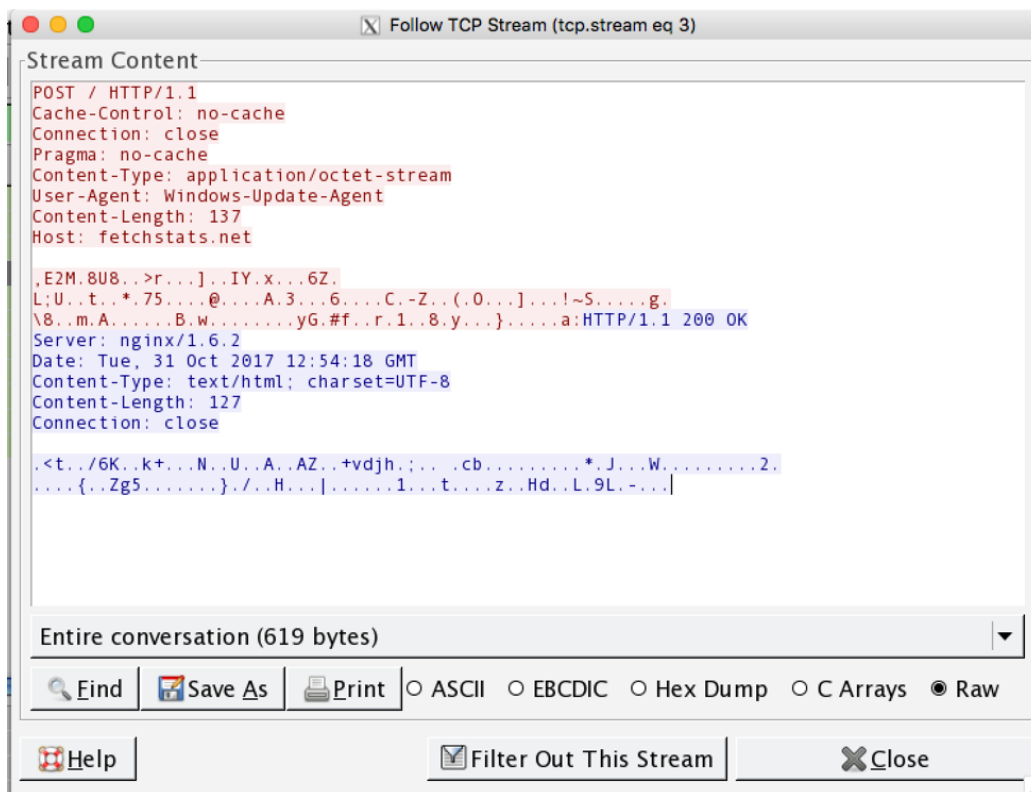 Follow TCP Stream (tcp.stream eq 3)
Stream Content
POST / HTTP/1.1
Cache-Control: no-cache
Connection: close
Pragma: no-cache
Content-Type: application/octet-stream
User-Agent: Windows-Update-Agent
Content-Length: 137
Host: fetchstats.net
,E2M.8U8..>r...]..IY.x...6Z.
L;U..t..*.75....@....A.3...6....C.-Z..(.O...]...!~S.....g.
\8..m.A......B.w........yG.#f..r.1..8.y...}.....a:HTTP/1.1 200 OK
Server: nginx/1.6.2
Date: Tue, 31 Oct 2017 12:54:18 GMT
Content-Type: text/html; charset=UTF-8
Content-Length: 127
Connection: close
.<t../6K..k+...N..U..A..AZ..+vdjh.;.. .cb.........*.J...W.........2.
....{..Zg5.......}./..H...|......1...t....z..Hd..L.9L.-...
Entire conversation (619 bytes)
Find Save As Print ASCII EBCDIC Hex Dump C Arrays Raw
Help Filter Out This Stream Close